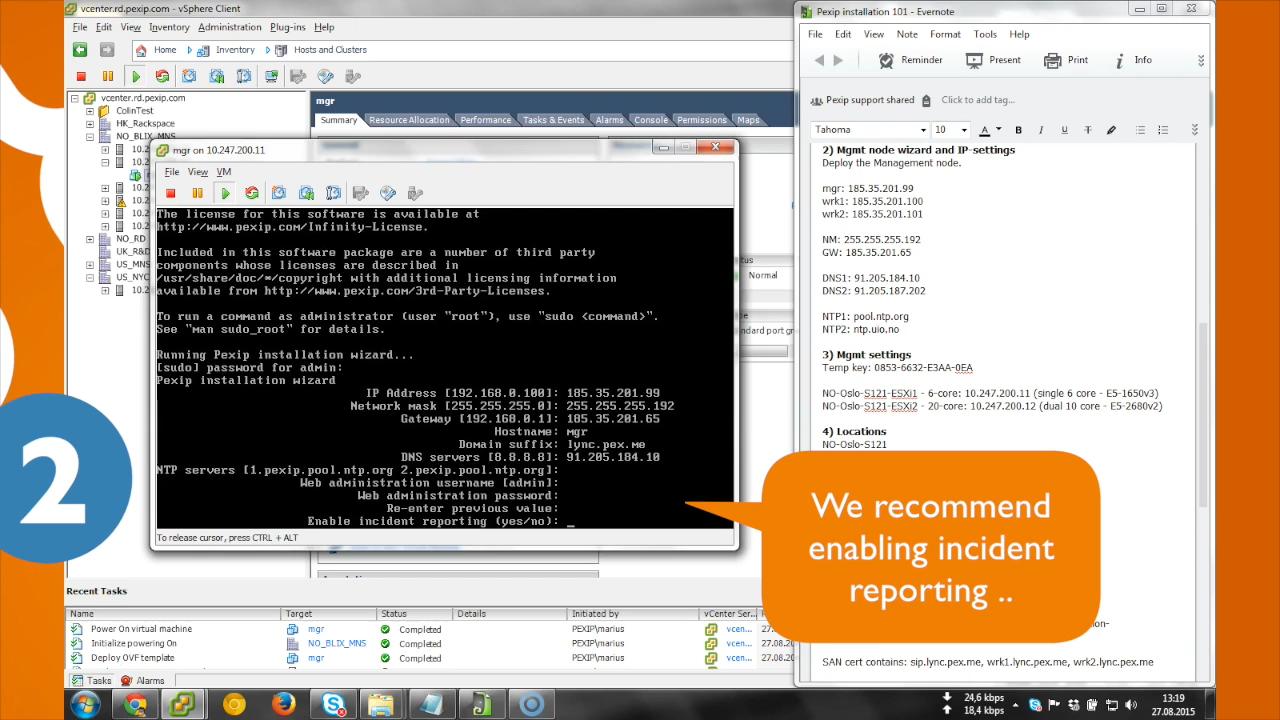 vcenter.rd.pexip.com - vSphere Client
File Edit View Inventory Administration Plug-ins Help
Home Inventory Hosts and Clusters
vcenter.rd.pexip.com
ColinTest
HK_Rackspace
NO_BLIX_MNS
NO_RD
UK_R&D
US_MNS
US_NYC
mgr
Summary Resource Allocation Performance Tasks & Events Alarms Console Permissions Maps
Normal
mgr on 10.247.200.11
File View VM
The license for this software is available at
http://www.pexip.com/Infinity-License.
Included in this software package are a number of third party
components whose licenses are described in
/usr/share/doc/*/copyright with additional licensing information
available from http://www.pexip.com/3rd-Party-Licenses.
To run a command as administrator (user "root"), use "sudo <command>".
See "man sudo_root" for details.
Running Pexip installation wizard...
[sudo] password for admin:
Pexip installation wizard
IP Address [192.168.0.100]: 185.35.201.99
Network mask [255.255.255.0]: 255.255.255.192
Gateway [192.168.0.1]: 185.35.201.65
Hostname: mgr
Domain suffix: lync.pex.me
DNS servers [8.8.8.8]: 91.205.184.10
NTP servers [1.pexip.pool.ntp.org 2.pexip.pool.ntp.org]:
Web administration username [admin]:
Web administration password:
Re-enter previous value:
Enable incident reporting (yes/no): _
To release cursor, press CTRL + ALT
Recent Tasks
Name Target Status Details Initiated by vCenter Ser...
Power On virtual machine mgr Completed PEXIP\marius vcen... 27.08.2
Initialize powering On NO_BLIX_MNS Completed PEXIP\marius vcen... 27.08.2
Deploy OVF template mgr Completed PEXIP\marius vcen... 27.08.2
Tasks Alarms
Pexip installation 101 - Evernote
File Edit View Note Format Tools Help
Reminder Present Print Info
Pexip support shared Click to add tag...
Tahoma 10 A B I U T
2) Mgmt node wizard and IP-settings
Deploy the Management node.
mgr: 185.35.201.99
wrk1: 185.35.201.100
wrk2: 185.35.201.101
NM: 255.255.255.192
GW: 185.35.201.65
DNS1: 91.205.184.10
DNS2: 91.205.187.202
NTP1: pool.ntp.org
NTP2: ntp.uio.no
3) Mgmt settings
Temp key: 0853-6632-E3AA-0EA
NO-Oslo-S121-ESXi1 - 6-core: 10.247.200.11 (single 6 core - E5-1650v3)
NO-Oslo-S121-ESXi2 - 20-core: 10.247.200.12 (dual 10 core - E5-2680v2)
4) Locations
NO-Oslo-S121
SAN cert contains: sip.lync.pex.me, wrk1.lync.pex.me, wrk2.lync.pex.me
2
We recommend
enabling incident
reporting ..
24,6 kbps
18,4 kbps
13:19
27.08.2015